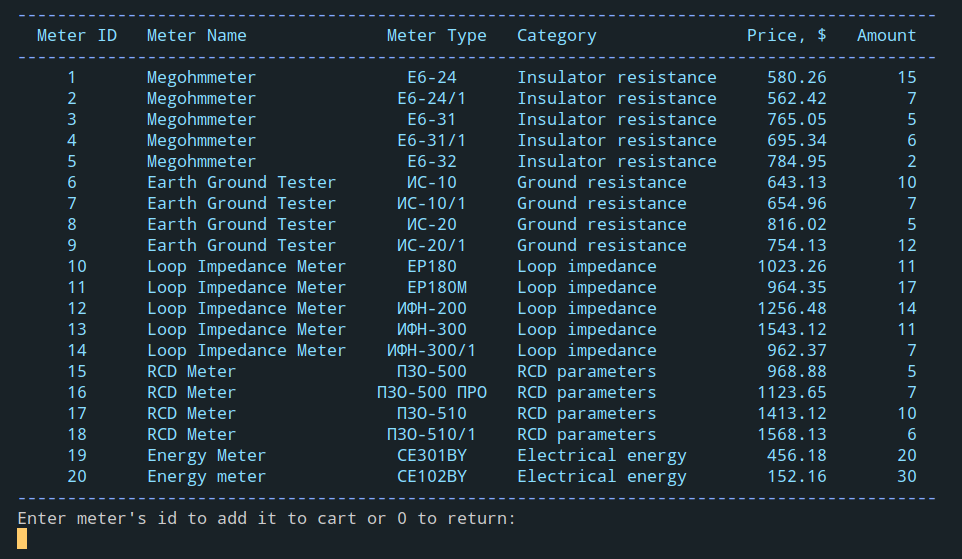 Meter ID Meter Name Meter Type Category Price, $ Amount
1 Megohmmeter Е6-24 Insulator resistance 580.26 15
2 Megohmmeter Е6-24/1 Insulator resistance 562.42 7
3 Megohmmeter Е6-31 Insulator resistance 765.05 5
4 Megohmmeter Е6-31/1 Insulator resistance 695.34 6
5 Megohmmeter Е6-32 Insulator resistance 784.95 2
6 Earth Ground Tester ИС-10 Ground resistance 643.13 10
7 Earth Ground Tester ИС-10/1 Ground resistance 654.96 7
8 Earth Ground Tester ИС-20 Ground resistance 816.02 5
9 Earth Ground Tester ИС-20/1 Ground resistance 754.13 12
10 Loop Impedance Meter EP180 Loop impedance 1023.26 11
11 Loop Impedance Meter EP180M Loop impedance 964.35 17
12 Loop Impedance Meter ИФН-200 Loop impedance 1256.48 14
13 Loop Impedance Meter ИФН-300 Loop impedance 1543.12 11
14 Loop Impedance Meter ИФН-300/1 Loop impedance 962.37 7
15 RCD Meter ПЗО-500 RCD parameters 968.88 5
16 RCD Meter ПЗО-500 ПРО RCD parameters 1123.65 7
17 RCD Meter ПЗО-510 RCD parameters 1413.12 10
18 RCD Meter ПЗО-510/1 RCD parameters 1568.13 6
19 Energy Meter CE301BY Electrical energy 456.18 20
20 Energy meter CE102BY Electrical energy 152.16 30
Enter meter's id to add it to cart or 0 to return: